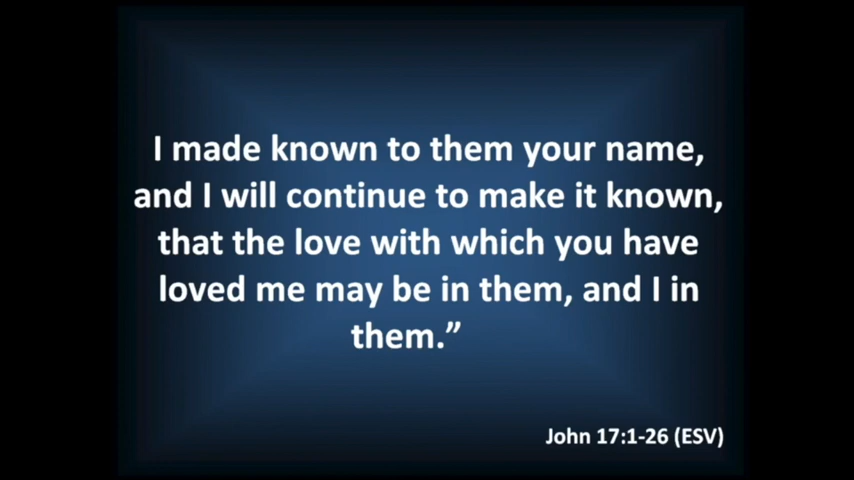 I made known to them your name,
and I will continue to make it known,
that the love with which you have
loved me may be in them, and I in
them.”
John 17:1-26 (ESV)